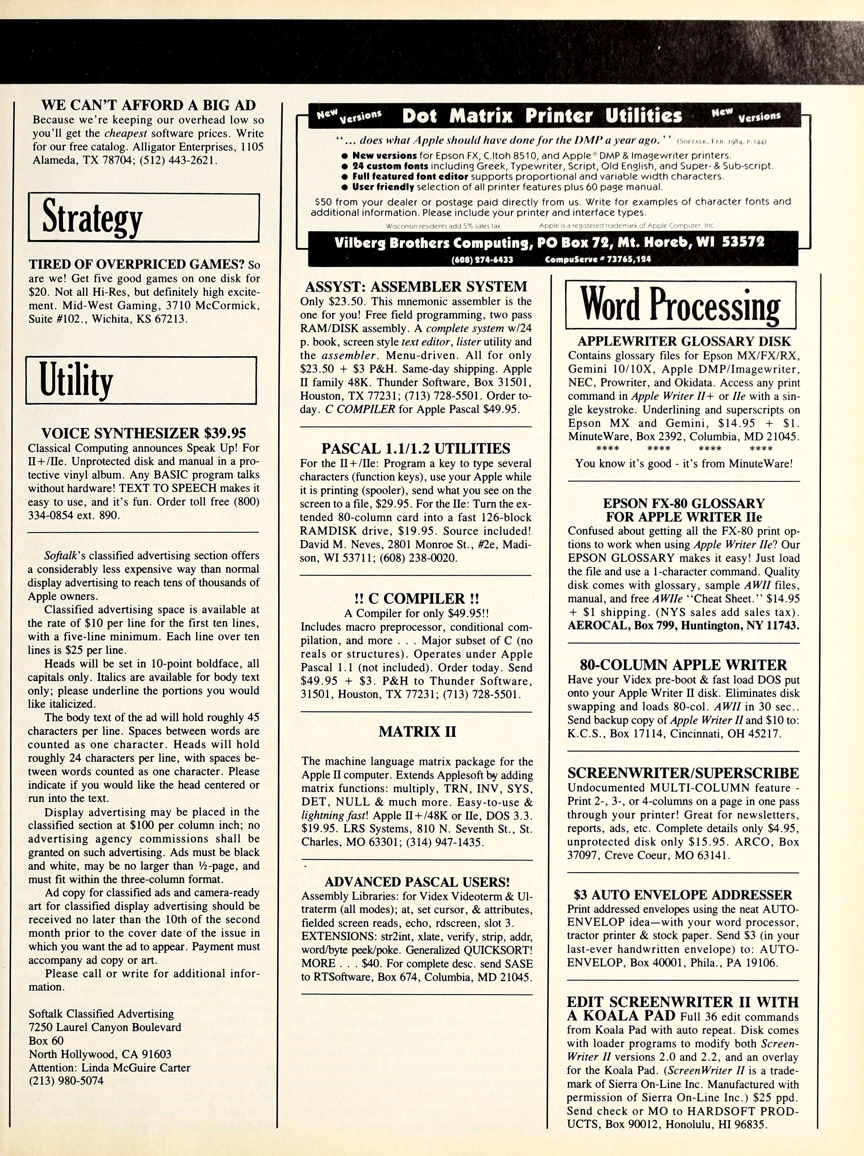 WE CAN'T AFFORD A BIG AD
Because we're keeping our overhead low so
you'll get the cheapest software prices. Write
for our free catalog. Alligator Enterprises, 1105
Alameda, TX 78704; (512) 443-2621.
Strategy
TIRED OF OVERPRICED GAMES? So
are we! Get five good games on one disk for
$20. Not all Hi-Res, but definitely high excite-
ment. Mid-West Gaming, 3710 McCormick,
Suite #102., Wichita, KS 67213.
Utility
VOICE SYNTHESIZER $39.95
Classical Computing announces Speak Up! For
II+/IIe. Unprotected disk and manual in a pro-
tective vinyl album. Any BASIC program talks
without hardware! TEXT TO SPEECH makes it
easy to use, and it's fun. Order toll free (800)
334-0854 ext. 890.
Softalk's classified advertising section offers
a considerably less expensive way than normal
display advertising to reach tens of thousands of
Apple owners.
Classified advertising space is available at
the rate of $10 per line for the first ten lines,
with a five-line minimum. Each line over ten
lines is $25 per line.
Heads will be set in 10-point boldface, all
capitals only. Italics are available for body text
only; please underline the portions you would
like italicized.
The body text of the ad will hold roughly 45
characters per line. Spaces between words are
counted as one character. Heads will hold
roughly 24 characters per line, with spaces be-
tween words counted as one character. Please
indicate if you would like the head centered or
run into the text.
Display advertising may be placed in the
classified section at $100 per column inch; no
advertising agency commissions shall be
granted on such advertising. Ads must be black
and white, may be no larger than ½-page, and
must fit within the three-column format.
Ad copy for classified ads and camera-ready
art for classified display advertising should be
received no later than the 10th of the second
month prior to the cover date of the issue in
which you want the ad to appear. Payment must
accompany ad copy or art.
Please call or write for additional infor-
mation.
Softalk Classified Advertising
7250 Laurel Canyon Boulevard
Box 60
North Hollywood, CA 91603
Attention: Linda McGuire Carter
(213) 980-5074
New Versions Dot Matrix Printer Utilities New Versions
"... does what Apple should have done for the DMP a year ago." (SOFTALK, FEB. 1984, P.144)
● New versions for Epson FX, C.Itoh 8510, and Apple® DMP & Imagewriter printers.
● 24 custom fonts including Greek, Typewriter, Script, Old English, and Super- & Sub-script.
● Full featured font editor supports proportional and variable width characters.
● User friendly selection of all printer features plus 60 page manual.
$50 from your dealer or postage paid directly from us. Write for examples of character fonts and
additional information. Please include your printer and interface types.
Wisconsin residents add 5% sales tax Apple is a registered trademark of Apple Computer, Inc
Vilberg Brothers Computing, PO Box 72, Mt. Horeb, WI 53572
(608) 274-6433 CompuServe # 73765,124
ASSYST: ASSEMBLER SYSTEM
Only $23.50. This mnemonic assembler is the
one for you! Free field programming, two pass
RAM/DISK assembly. A complete system w/24
p. book, screen style text editor, lister utility and
the assembler. Menu-driven. All for only
$23.50 + $3 P&H. Same-day shipping. Apple
II family 48K. Thunder Software, Box 31501,
Houston, TX 77231; (713) 728-5501. Order to-
day. C COMPILER for Apple Pascal $49.95.
PASCAL 1.1/1.2 UTILITIES
For the II+/IIe: Program a key to type several
characters (function keys), use your Apple while
it is printing (spooler), send what you see on the
screen to a file, $29.95. For the IIe: Turn the ex-
tended 80-column card into a fast 126-block
RAMDISK drive, $19.95. Source included!
David M. Neves, 2801 Monroe St., #2e, Madi-
son, WI 53711; (608) 238-0020.
!! C COMPILER !!
A Compiler for only $49.95!!
Includes macro preprocessor, conditional com-
pilation, and more . . . Major subset of C (no
reals or structures). Operates under Apple
Pascal 1.1 (not included). Order today. Send
$49.95 + $3. P&H to Thunder Software,
31501, Houston, TX 77231; (713) 728-5501.
MATRIX II
The machine language matrix package for the
Apple II computer. Extends Applesoft by adding
matrix functions: multiply, TRN, INV, SYS,
DET, NULL & much more. Easy-to-use &
lightning fast! Apple II+/48K or IIe, DOS 3.3.
$19.95. LRS Systems, 810 N. Seventh St., St.
Charles, MO 63301; (314) 947-1435.
ADVANCED PASCAL USERS!
Assembly Libraries: for Videx Videoterm & Ul-
traterm (all modes); at, set cursor, & attributes,
fielded screen reads, echo, rdscreen, slot 3.
EXTENSIONS: str2int, xlate, verify, strip, addr,
word/byte peek/poke. Generalized QUICKSORT!
MORE . . . $40. For complete desc. send SASE
to RTSoftware, Box 674, Columbia, MD 21045.
Word Processing
APPLEWRITER GLOSSARY DISK
Contains glossary files for Epson MX/FX/RX,
Gemini 10/10X, Apple DMP/Imagewriter,
NEC, Prowriter, and Okidata. Access any print
command in Apple Writer II+ or IIe with a sin-
gle keystroke. Underlining and superscripts on
Epson MX and Gemini, $14.95 + $1.
MinuteWare, Box 2392, Columbia, MD 21045.
**** **** **** ****
You know it's good - it's from MinuteWare!
EPSON FX-80 GLOSSARY
FOR APPLE WRITER IIe
Confused about getting all the FX-80 print op-
tions to work when using Apple Writer IIe? Our
EPSON GLOSSARY makes it easy! Just load
the file and use a 1-character command. Quality
disk comes with glossary, sample AWII files,
manual, and free AWIIe "Cheat Sheet." $14.95
+ $1 shipping. (NYS sales add sales tax).
AEROCAL, Box 799, Huntington, NY 11743.
80-COLUMN APPLE WRITER
Have your Videx pre-boot & fast load DOS put
onto your Apple Writer II disk. Eliminates disk
swapping and loads 80-col. AWII in 30 sec..
Send backup copy of Apple Writer II and $10 to:
K.C.S., Box 17114, Cincinnati, OH 45217.
SCREENWRITER/SUPERSCRIBE
Undocumented MULTI-COLUMN feature -
Print 2-, 3-, or 4-columns on a page in one pass
through your printer! Great for newsletters,
reports, ads, etc. Complete details only $4.95,
unprotected disk only $15.95. ARCO, Box
37097, Creve Coeur, MO 63141.
$3 AUTO ENVELOPE ADDRESSER
Print addressed envelopes using the neat AUTO-
ENVELOP idea—with your word processor,
tractor printer & stock paper. Send $3 (in your
last-ever handwritten envelope) to: AUTO-
ENVELOP, Box 40001, Phila., PA 19106.
EDIT SCREENWRITER II WITH
A KOALA PAD Full 36 edit commands
from Koala Pad with auto repeat. Disk comes
with loader programs to modify both Screen-
Writer II versions 2.0 and 2.2, and an overlay
for the Koala Pad. (ScreenWriter II is a trade-
mark of Sierra On-Line Inc. Manufactured with
permission of Sierra On-Line Inc.) $25 ppd.
Send check or MO to HARDSOFT PROD-
UCTS, Box 90012, Honolulu, HI 96835.